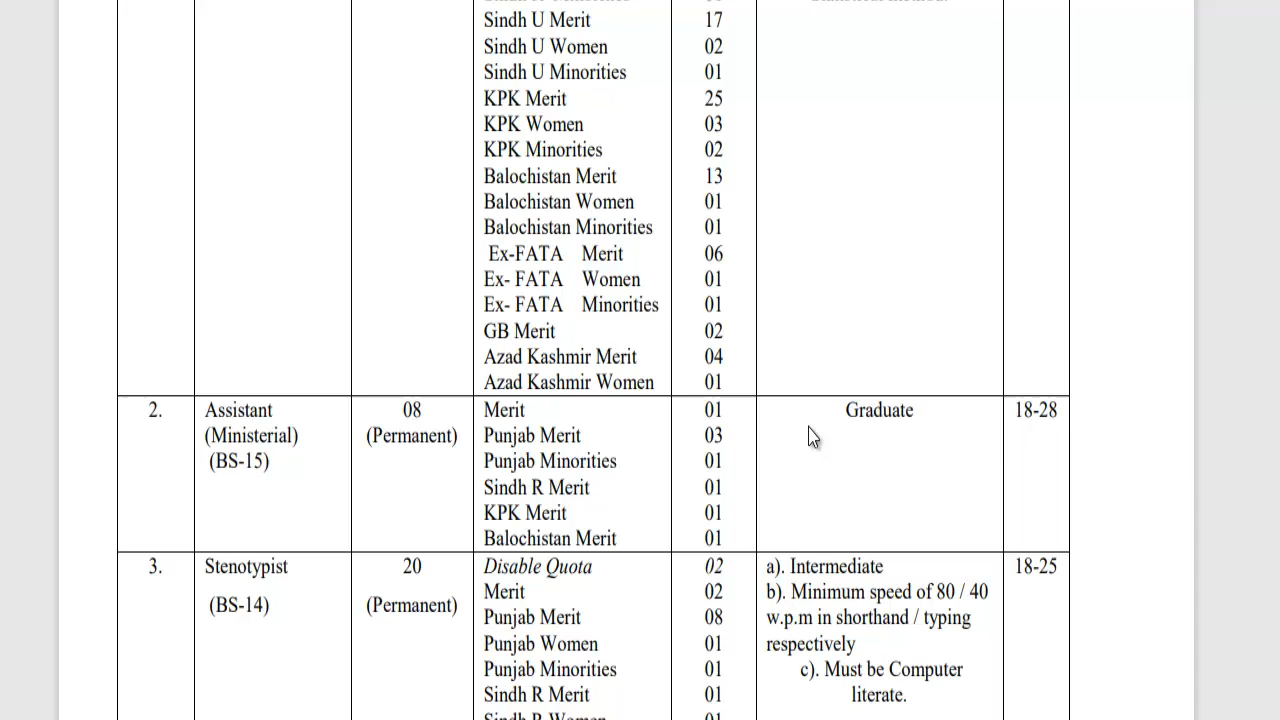 Sindh U Merit 17
Sindh U Women 02
Sindh U Minorities 01
KPK Merit 25
KPK Women 03
KPK Minorities 02
Balochistan Merit 13
Balochistan Women 01
Balochistan Minorities 01
Ex-FATA Merit 06
Ex- FATA Women 01
Ex- FATA Minorities 01
GB Merit 02
Azad Kashmir Merit 04
Azad Kashmir Women 01
2. Assistant 08 Merit 01 Graduate 18-28
(Ministerial) (Permanent) Punjab Merit 03
(BS-15) Punjab Minorities 01
Sindh R Merit 01
KPK Merit 01
Balochistan Merit 01
3. Stenotypist 20 Disable Quota 02 a). Intermediate 18-25
(BS-14) (Permanent) Merit 02 b). Minimum speed of 80 / 40
Punjab Merit 08 w.p.m in shorthand / typing
Punjab Women 01 respectively
Punjab Minorities 01 c). Must be Computer
Sindh R Merit 01 literate.